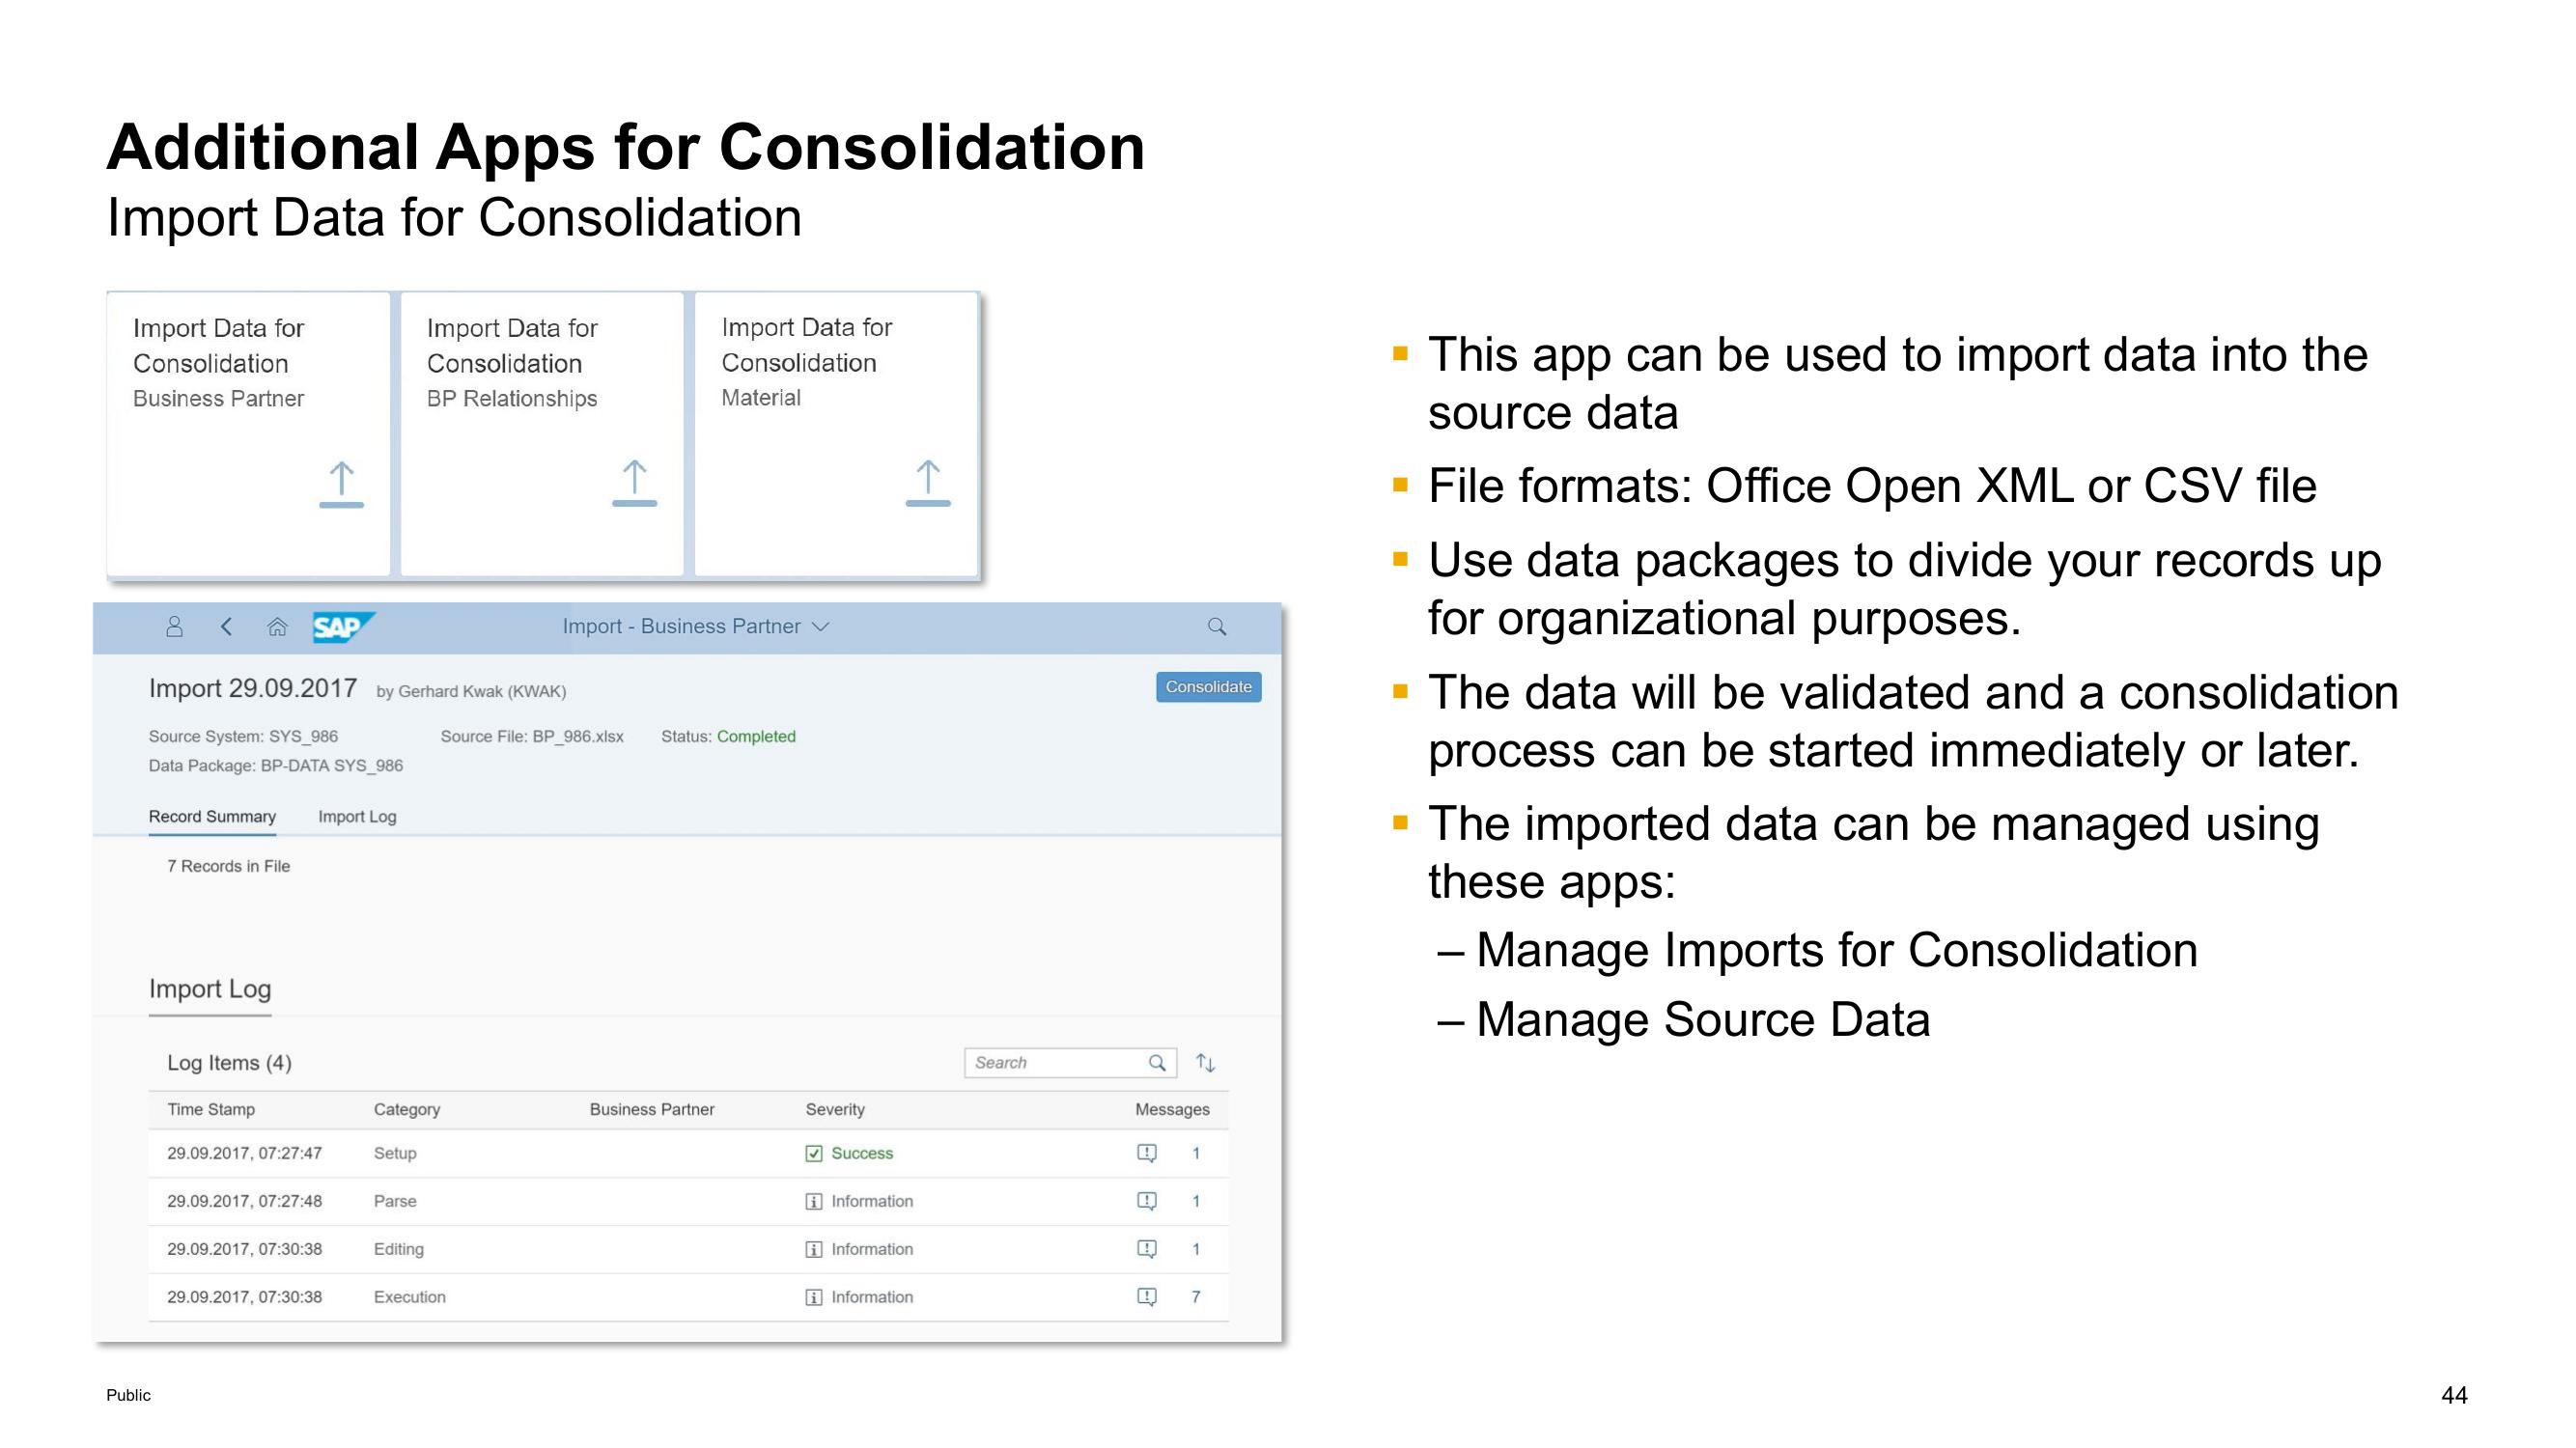 Additional Apps for Consolidation
Import Data for Consolidation
Import Data for
Consolidation
Business Partner
Import Data for
Consolidation
BP Relationships
Import Data for
Consolidation
Material
SAP
Import - Business Partner
Import 29.09.2017 by Gerhard Kwak (KWAK)
Consolidate
Source System: SYS_986 Source File: BP_986.xlsx Status: Completed
Data Package: BP-DATA SYS_986
Record Summary Import Log
7 Records in File
Import Log
Log Items (4) Search
Time Stamp Category Business Partner Severity Messages
29.09.2017, 07:27:47 Setup Success 1
29.09.2017, 07:27:48 Parse Information 1
29.09.2017, 07:30:38 Editing Information 1
29.09.2017, 07:30:38 Execution Information 7
▪ This app can be used to import data into the
source data
▪ File formats: Office Open XML or CSV file
▪ Use data packages to divide your records up
for organizational purposes.
▪ The data will be validated and a consolidation
process can be started immediately or later.
▪ The imported data can be managed using
these apps:
– Manage Imports for Consolidation
– Manage Source Data
Public
44